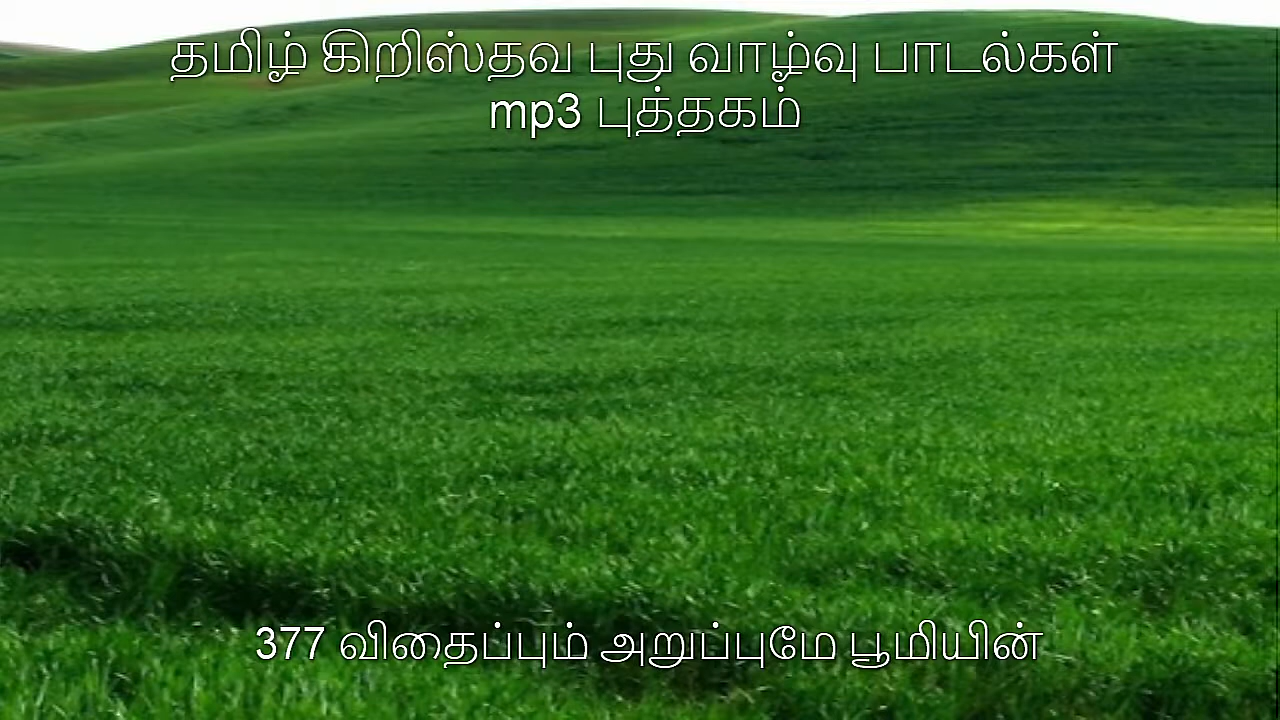 தமிழ் கிறிஸ்தவ புது வாழ்வு பாடல்கள்
mp3 புத்தகம்
377 விதைப்பும் அறுப்புமே பூமியின்